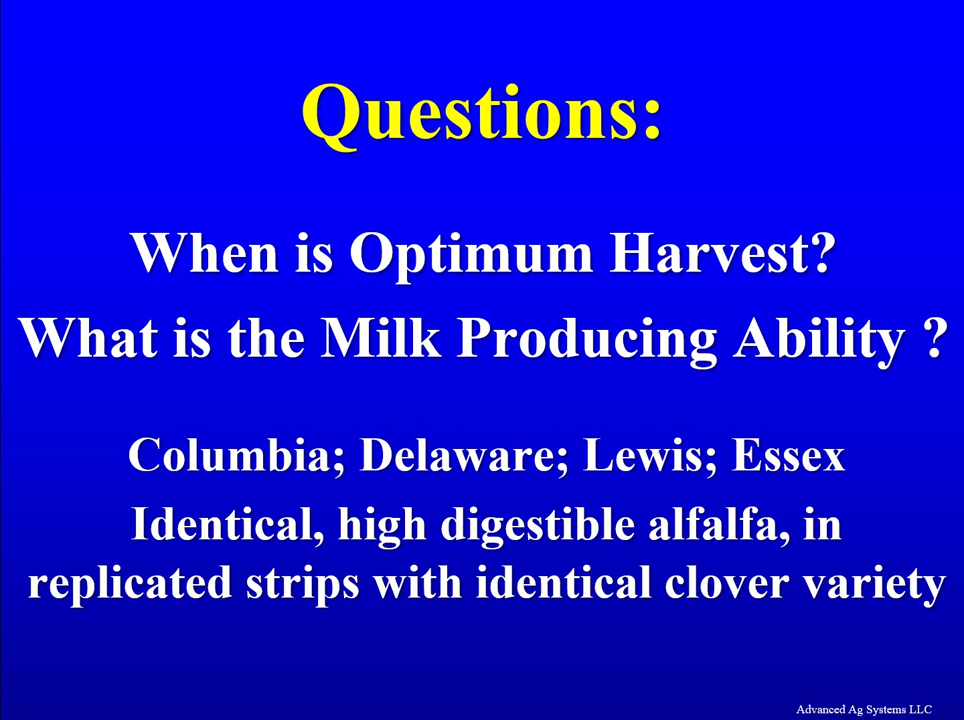 Questions:
When is Optimum Harvest?
What is the Milk Producing Ability ?
Columbia; Delaware; Lewis; Essex
Identical, high digestible alfalfa, in
replicated strips with identical clover variety
Advanced Ag Systems LLC